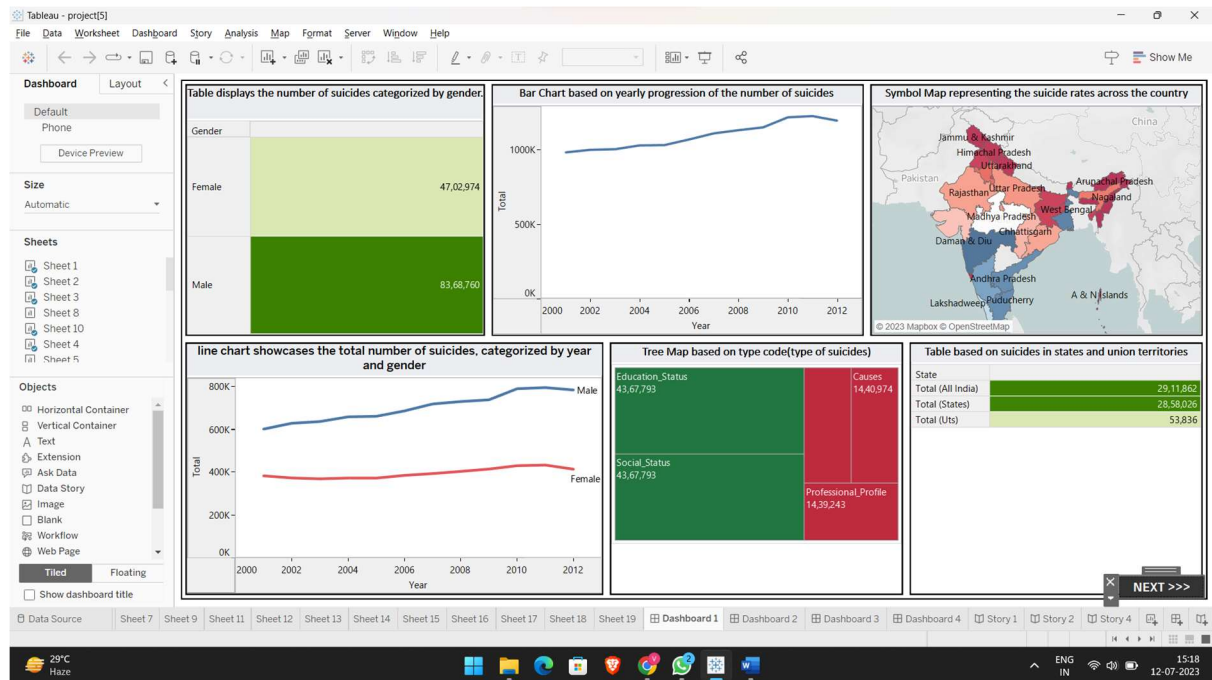 Tableau - project[5]
File Data Worksheet Dashboard Story Analysis Map Format Server Window Help
Show Me
Dashboard Layout
Default
Phone
Device Preview
Size
Automatic
Sheets
Sheet 1
Sheet 2
Sheet 3
Sheet 8
Sheet 10
Sheet 4
Sheet 5
Objects
Horizontal Container
Vertical Container
Text
Extension
Ask Data
Data Story
Image
Blank
Workflow
Web Page
Tiled Floating
Show dashboard title
Table displays the number of suicides categorized by gender.
Gender
Female 47,02,974
Male 83,68,760
Bar Chart based on yearly progression of the number of suicides
1000K
500K
0K
Total
2000 2002 2004 2006 2008 2010 2012
Year
Symbol Map representing the suicide rates across the country
China
Jammu & Kashmir
Himachal Pradesh
Uttarakhand
Pakistan
Arunachal Pradesh
Rajasthan Uttar Pradesh
Nagaland
West Bengal
Madhya Pradesh
Chhattisgarh
Daman & Diu
Andhra Pradesh
Lakshadweep Puducherry
A & N Islands
© 2023 Mapbox © OpenStreetMap
line chart showcases the total number of suicides, categorized by year
and gender
800K
600K
400K
200K
0K
Total
Male
Female
2000 2002 2004 2006 2008 2010 2012
Year
Tree Map based on type code(type of suicides)
Education_Status
43,67,793
Social_Status
43,67,793
Causes
14,40,974
Professional_Profile
14,39,243
Table based on suicides in states and union territories
State
Total (All India) 29,11,862
Total (States) 28,58,026
Total (Uts) 53,836
NEXT >>>
Data Source Sheet 7 Sheet 9 Sheet 11 Sheet 12 Sheet 13 Sheet 14 Sheet 15 Sheet 16 Sheet 17 Sheet 18 Sheet 19 Dashboard 1 Dashboard 2 Dashboard 3 Dashboard 4 Story 1 Story 2 Story 4
29°C
Haze
ENG
IN
15:18
12-07-2023